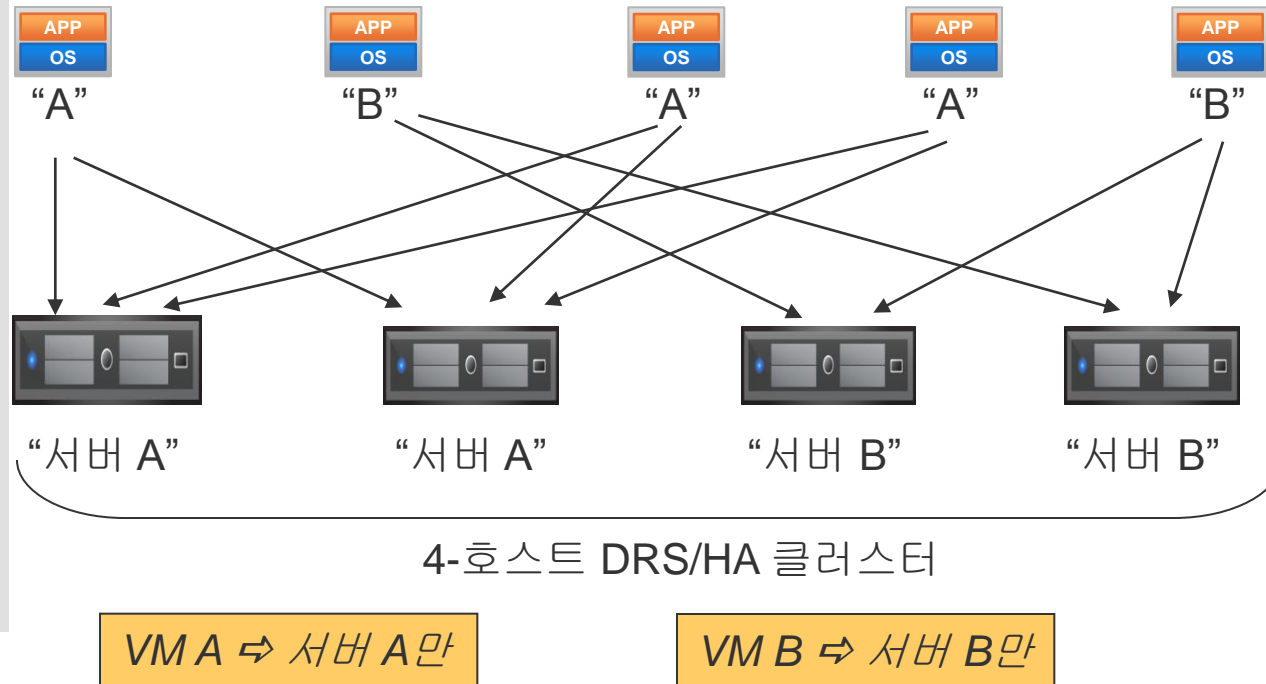 APP APP APP APP APP
OS OS OS OS OS
“A” “B” “A” “A” “B”
“서버 A” “서버 A” “서버 B” “서버 B”
4-호스트 DRS/HA 클러스터
VM A ➪ 서버 A만
VM B ➪ 서버 B만